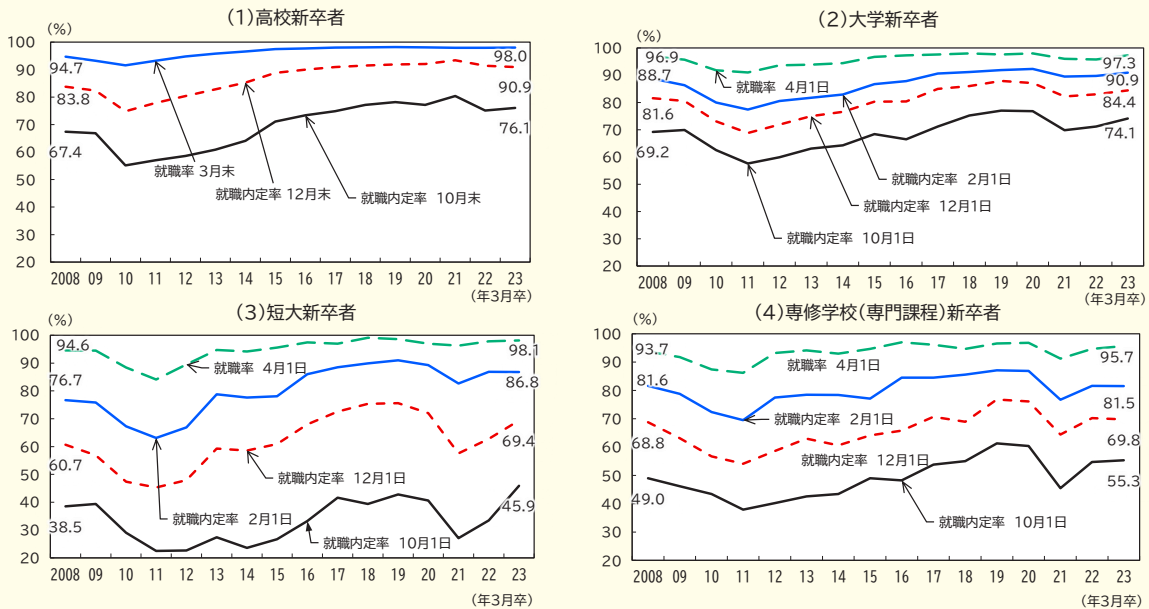 (1)高校新卒者
(%)
100
90
80
70
60
50
40
30
20
94.7
83.8
67.4
98.0
90.9
76.1
就職率 3月末
就職内定率 12月末
就職内定率 10月末
2008 09 10 11 12 13 14 15 16 17 18 19 20 21 22 23
(年3月卒)
(2)大学新卒者
(%)
100
90
80
70
60
50
40
30
20
96.9
88.7
81.6
69.2
97.3
90.9
84.4
74.1
就職率 4月1日
就職内定率 2月1日
就職内定率 12月1日
就職内定率 10月1日
2008 09 10 11 12 13 14 15 16 17 18 19 20 21 22 23
(年3月卒)
(3)短大新卒者
(%)
100
90
80
70
60
50
40
30
20
94.6
76.7
60.7
38.5
98.1
86.8
69.4
45.9
就職率 4月1日
就職内定率 12月1日
就職内定率 2月1日
就職内定率 10月1日
2008 09 10 11 12 13 14 15 16 17 18 19 20 21 22 23
(年3月卒)
(4)専修学校(専門課程)新卒者
(%)
100
90
80
70
60
50
40
30
20
93.7
81.6
68.8
49.0
95.7
81.5
69.8
55.3
就職率 4月1日
就職内定率 2月1日
就職内定率 12月1日
就職内定率 10月1日
2008 09 10 11 12 13 14 15 16 17 18 19 20 21 22 23
(年3月卒)